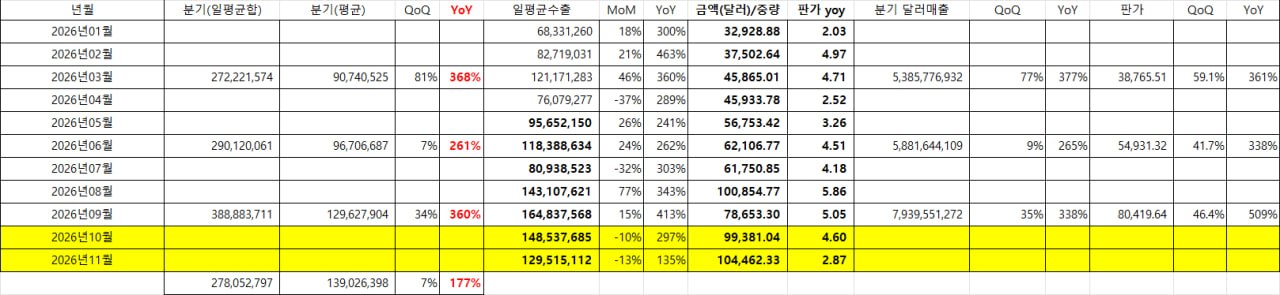 년월 분기(일평균합) 분기(평균) QoQ YoY 일평균수출 MoM YoY 금액(달러)/중량 판가 yoy 분기 달러매출 QoQ YoY 판가 QoQ YoY
2026년01월 68,331,260 18% 300% 32,928.88 2.03
2026년02월 82,719,031 21% 463% 37,502.64 4.97
2026년03월 272,221,574 90,740,525 81% 368% 121,171,283 46% 360% 45,865.01 4.71 5,385,776,932 77% 377% 38,765.51 59.1% 361%
2026년04월 76,079,277 -37% 289% 45,933.78 2.52
2026년05월 95,652,150 26% 241% 56,753.42 3.26
2026년06월 290,120,061 96,706,687 7% 261% 118,388,634 24% 262% 62,106.77 4.51 5,881,644,109 9% 265% 54,931.32 41.7% 338%
2026년07월 80,938,523 -32% 303% 61,750.85 4.18
2026년08월 143,107,621 77% 343% 100,854.77 5.86
2026년09월 388,883,711 129,627,904 34% 360% 164,837,568 15% 413% 78,653.30 5.05 7,939,551,272 35% 338% 80,419.64 46.4% 509%
2026년10월 148,537,685 -10% 297% 99,381.04 4.60
2026년11월 129,515,112 -13% 135% 104,462.33 2.87
278,052,797 139,026,398 7% 177%